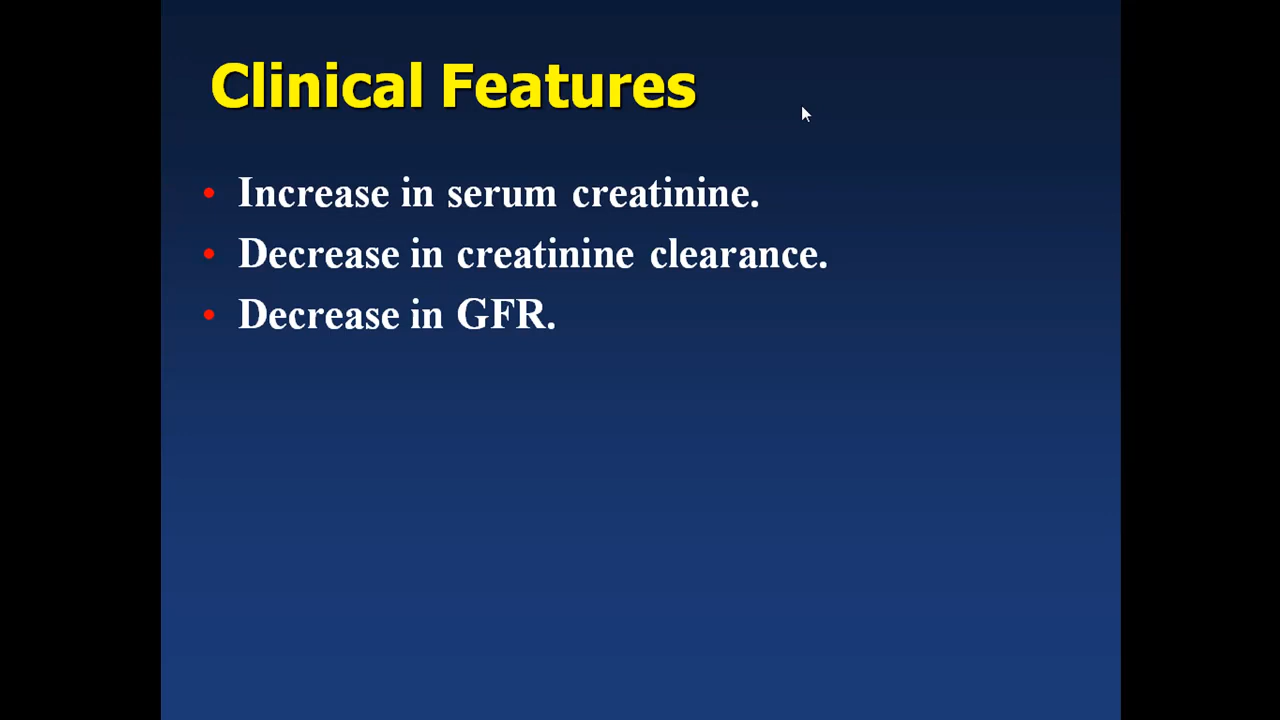 Clinical Features
• Increase in serum creatinine.
• Decrease in creatinine clearance.
• Decrease in GFR.